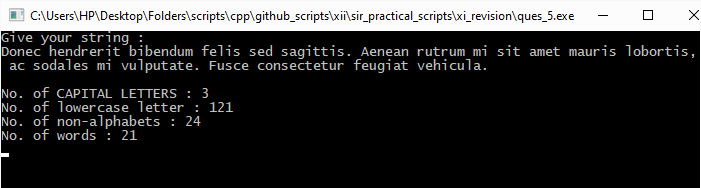 C:\Users\HP\Desktop\Folders\scripts\cpp\github_scripts\xii\sir_practical_scripts\xi_revision\ques_5.exe
Give your string :
Donec hendrerit bibendum felis sed sagittis. Aenean rutrum mi sit amet mauris lobortis,
ac sodales mi vulputate. Fusce consectetur feugiat vehicula.
No. of CAPITAL LETTERS : 3
No. of lowercase letter : 121
No. of non-alphabets : 24
No. of words : 21